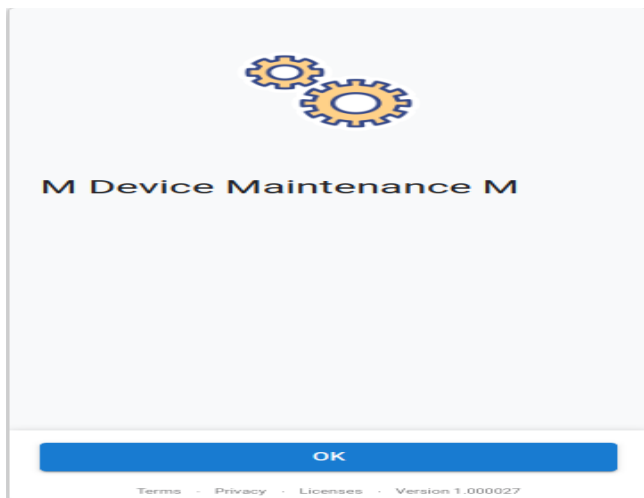 M Device Maintenance M
OK
Terms · Privacy · Licenses · Version 1.000027